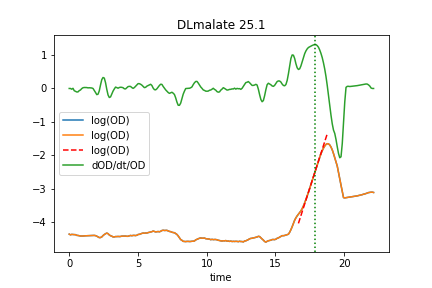 DLmalate 25.1
1
0
−1
−2
−3
−4
log(OD)
log(OD)
log(OD)
dOD/dt/OD
0 5 10 15 20
time